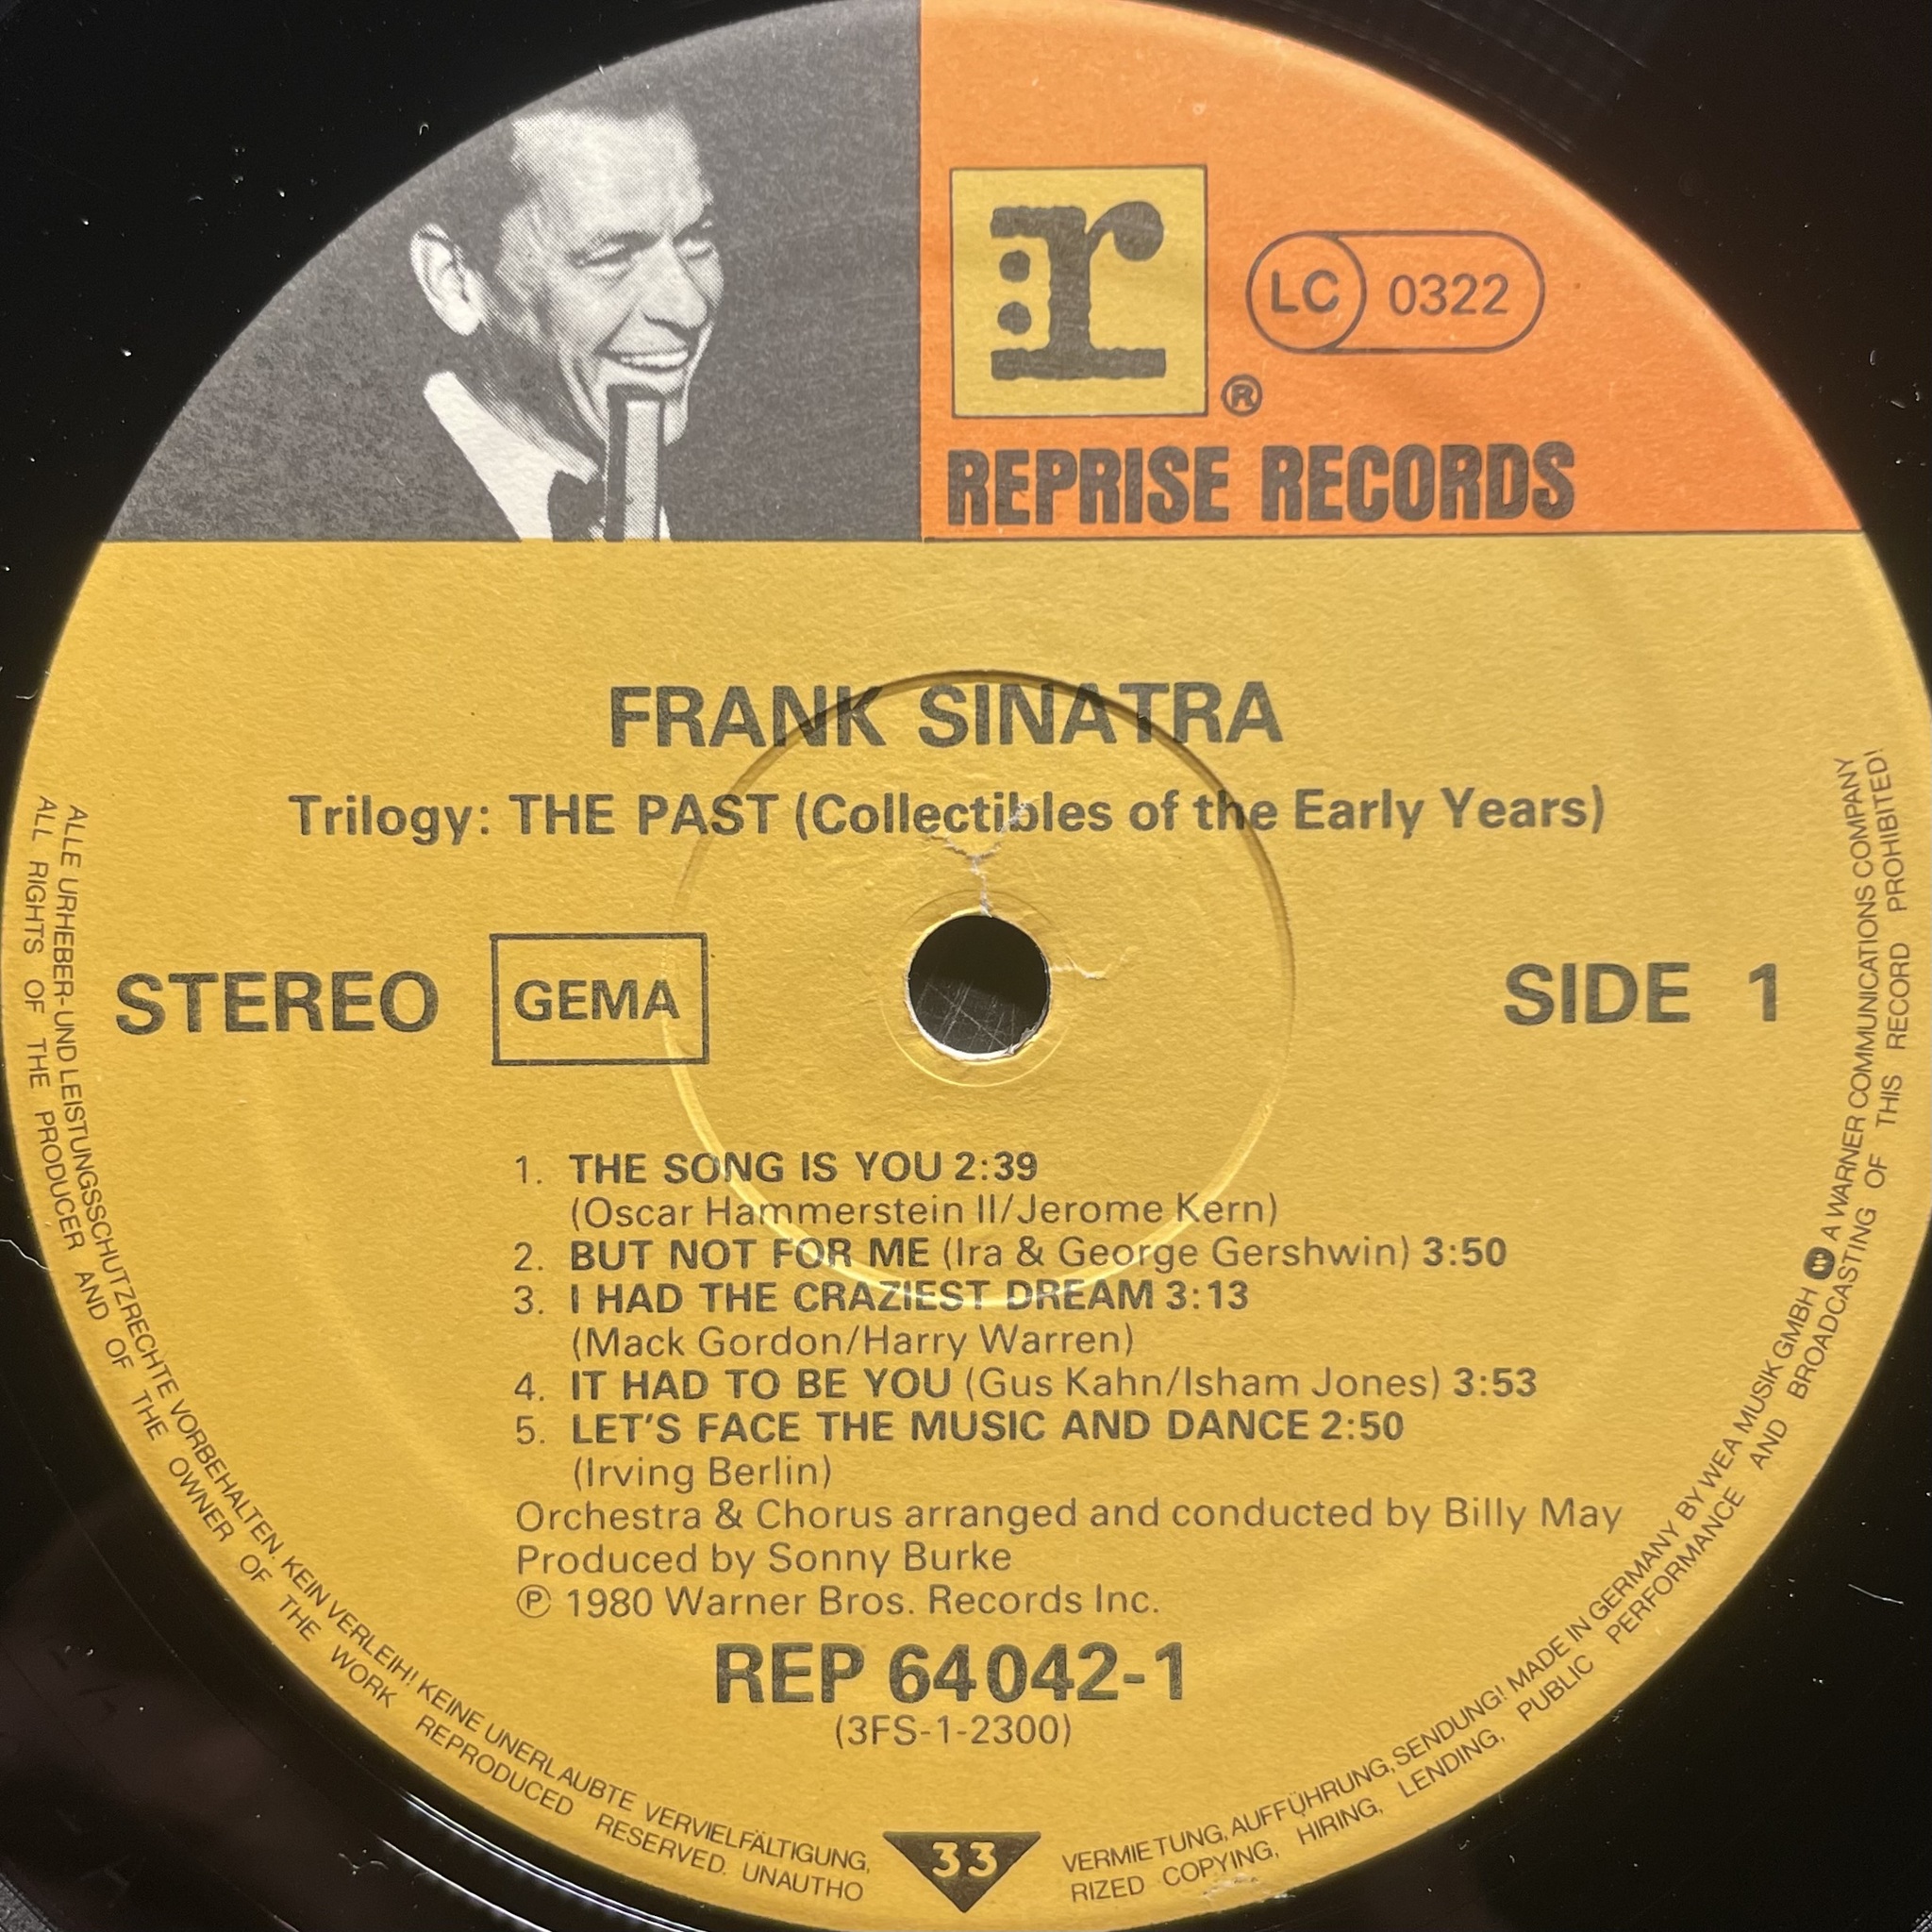 r
®
LC 0322
REPRISE RECORDS
FRANK SINATRA
Trilogy: THE PAST (Collectibles of the Early Years)
STEREO GEMA SIDE 1
1. THE SONG IS YOU 2:39
(Oscar Hammerstein II/Jerome Kern)
2. BUT NOT FOR ME (Ira & George Gershwin) 3:50
3. I HAD THE CRAZIEST DREAM 3:13
(Mack Gordon/Harry Warren)
4. IT HAD TO BE YOU (Gus Kahn/Isham Jones) 3:53
5. LET'S FACE THE MUSIC AND DANCE 2:50
(Irving Berlin)
Orchestra & Chorus arranged and conducted by Billy May
Produced by Sonny Burke
℗ 1980 Warner Bros. Records Inc.
REP 64 042-1
(3FS-1-2300)
33
ALLE URHEBER- UND LEISTUNGSSCHUTZRECHTE VORBEHALTEN. KEIN VERLEIH! KEINE UNERLAUBTE VERVIELFÄLTIGUNG, VERMIETUNG, AUFFÜHRUNG, SENDUNG! MADE IN GERMANY BY WEA MUSIK GMBH A WARNER COMMUNICATIONS COMPANY
ALL RIGHTS OF THE PRODUCER AND OF THE OWNER OF THE WORK REPRODUCED RESERVED. UNAUTHO RIZED COPYING, HIRING, LENDING, PUBLIC PERFORMANCE AND BROADCASTING OF THIS RECORD PROHIBITED!